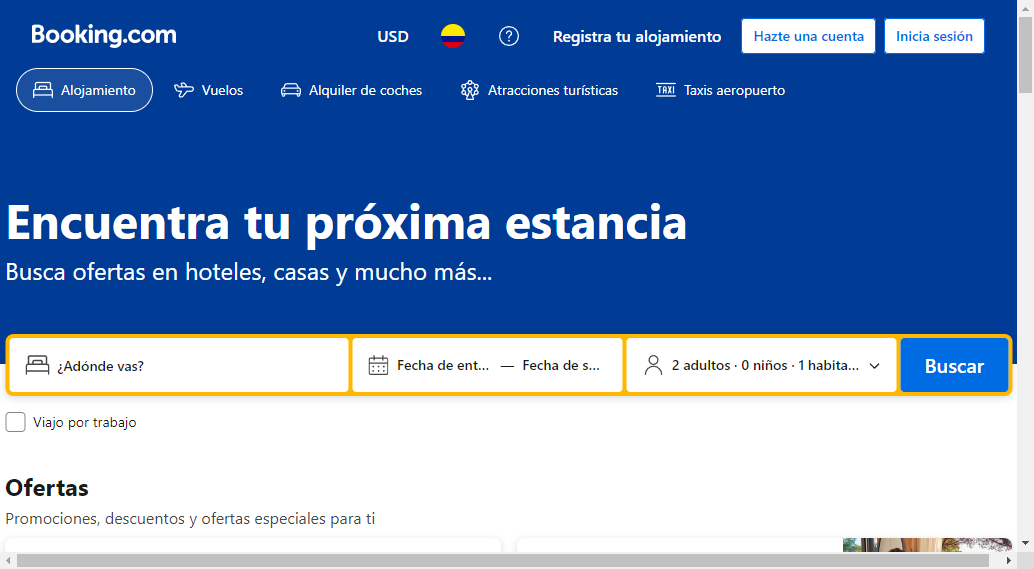 Booking.com
USD
Registra tu alojamiento
Hazte una cuenta
Inicia sesión
Alojamiento
Vuelos
Alquiler de coches
Atracciones turísticas
TAXI
Taxis aeropuerto
Encuentra tu próxima estancia
Busca ofertas en hoteles, casas y mucho más...
¿Adónde vas?
Fecha de ent... — Fecha de s...
2 adultos · 0 niños · 1 habita...
Buscar
Viajo por trabajo
Ofertas
Promociones, descuentos y ofertas especiales para ti